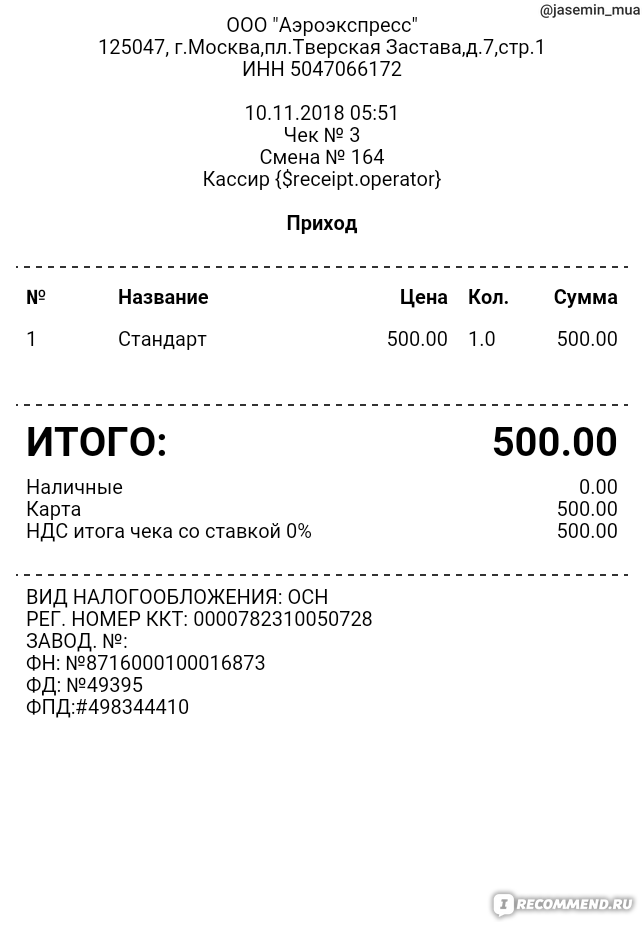 @jasemin_mua
ООО "Аэроэкспресс"
125047, г.Москва,пл.Тверская Застава,д.7,стр.1
ИНН 5047066172
10.11.2018 05:51
Чек № 3
Смена № 164
Кассир {$receipt.operator}
Приход
№ Название Цена Кол. Сумма
1 Стандарт 500.00 1.0 500.00
ИТОГО: 500.00
Наличные 0.00
Карта 500.00
НДС итога чека со ставкой 0% 500.00
ВИД НАЛОГООБЛОЖЕНИЯ: ОСН
РЕГ. НОМЕР ККТ: 0000782310050728
ЗАВОД. №:
ФН: №8716000100016873
ФД: №49395
ФПД:#498344410
I RECOMMEND.RU